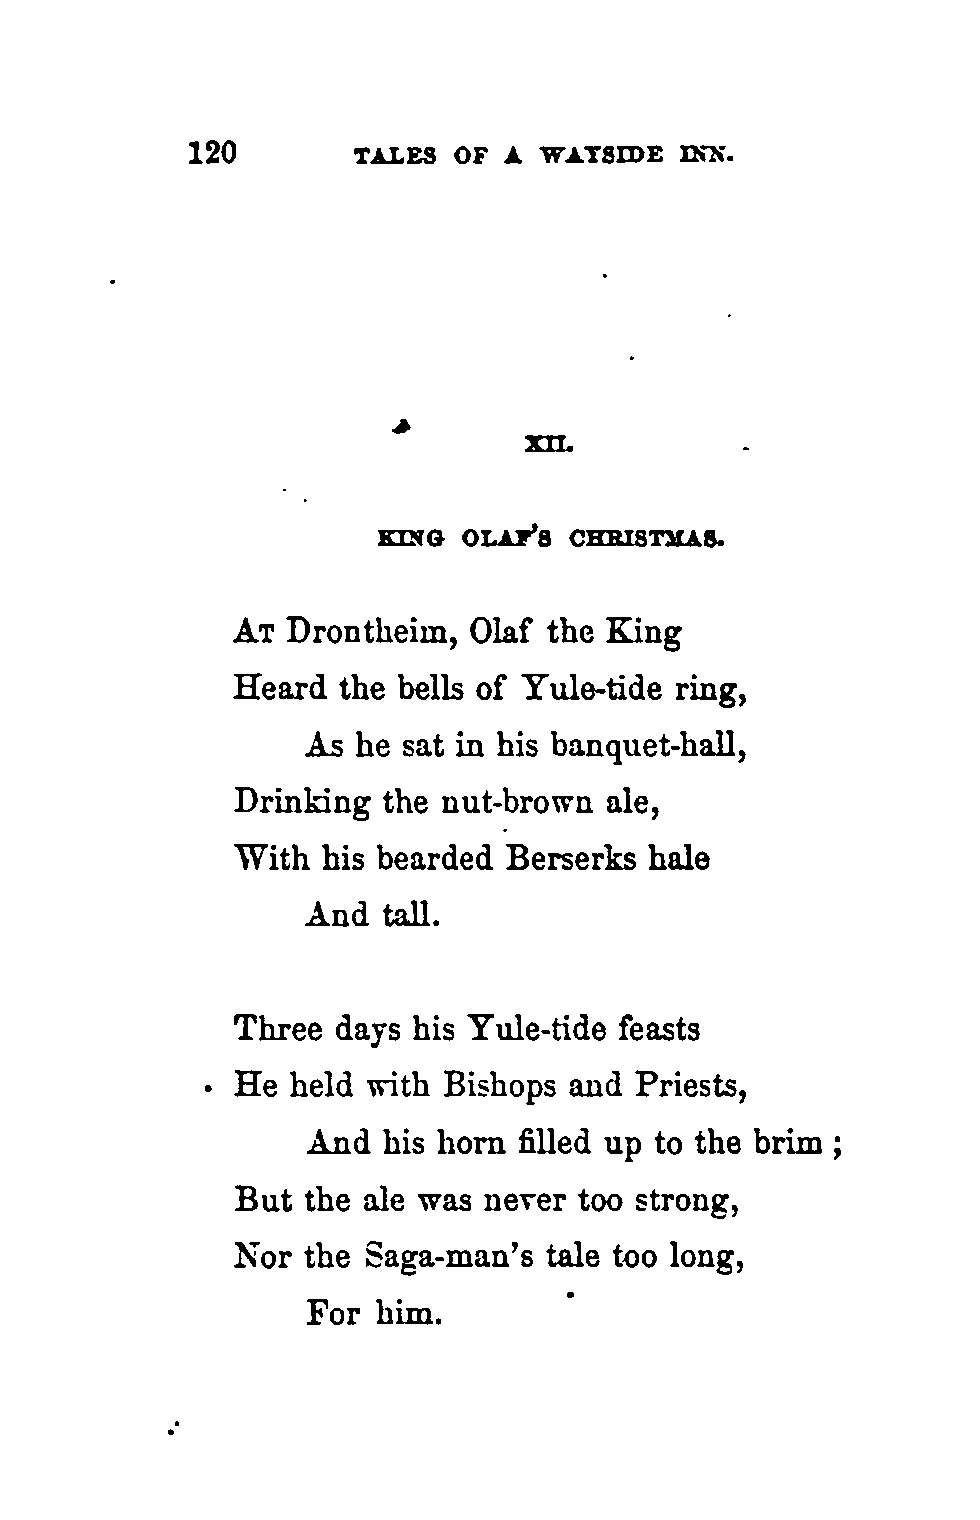 120 TALES OF A WAYSIDE INN.
XII.
KING OLAF'S CHRISTMAS.
AT Drontheim, Olaf the King
Heard the bells of Yule-tide ring,
As he sat in his banquet-hall,
Drinking the nut-brown ale,
With his bearded Berserks hale
And tall.
Three days his Yule-tide feasts
He held with Bishops and Priests,
And his horn filled up to the brim ;
But the ale was never too strong,
Nor the Saga-man's tale too long,
For him.